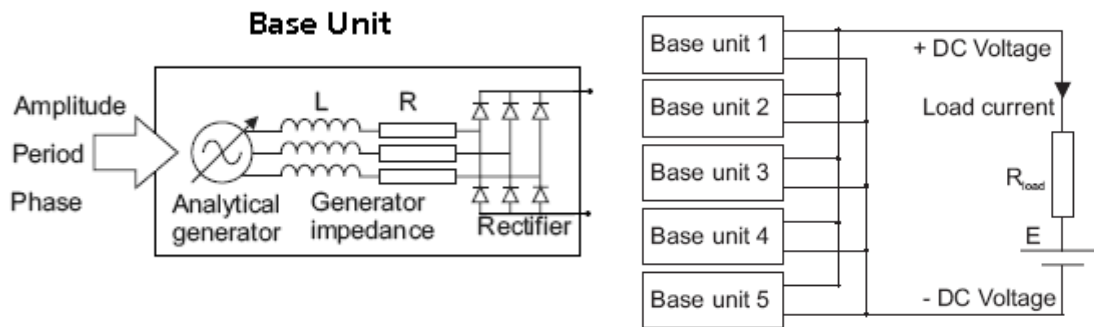 Base Unit
Amplitude
Period
Phase
L
R
Analytical
generator
Generator
impedance
Rectifier
Base unit 1
Base unit 2
Base unit 3
Base unit 4
Base unit 5
+ DC Voltage
Load current
Rload
E
- DC Voltage